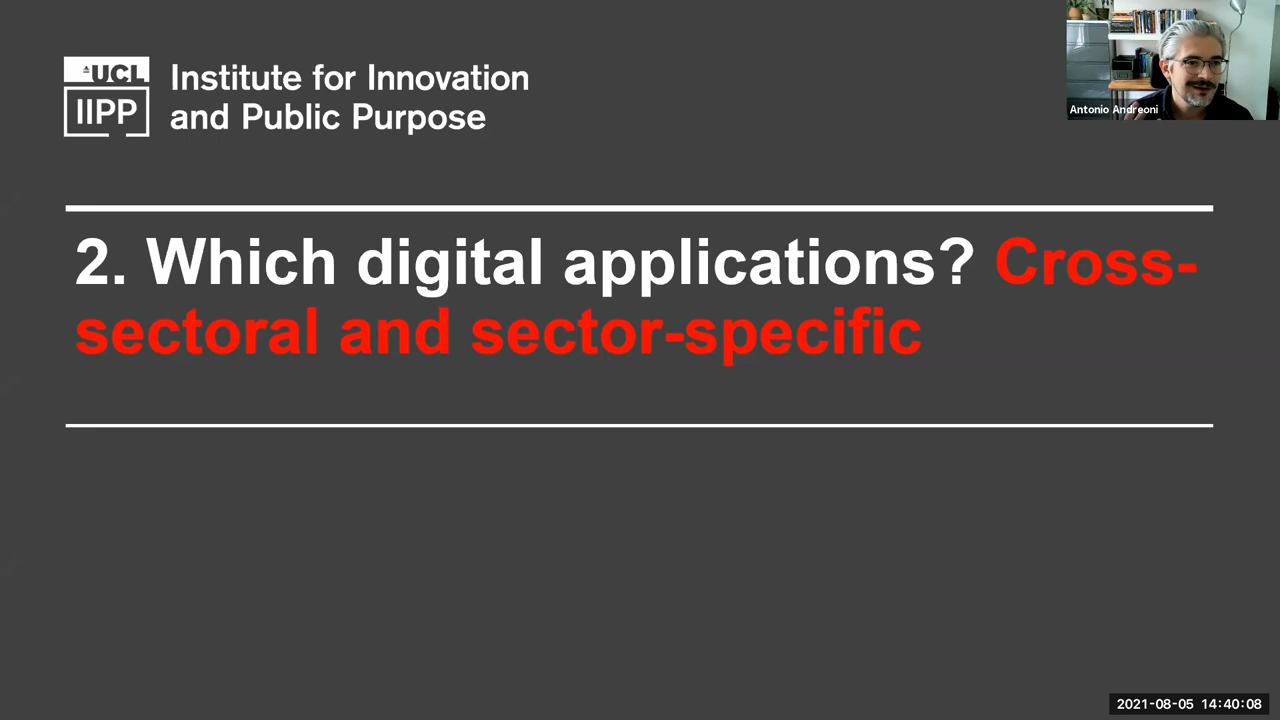 UCL
IIPP
Institute for Innovation
and Public Purpose
Antonio Andreoni
2. Which digital applications? Cross-
sectoral and sector-specific
2021-08-05 14:40:08